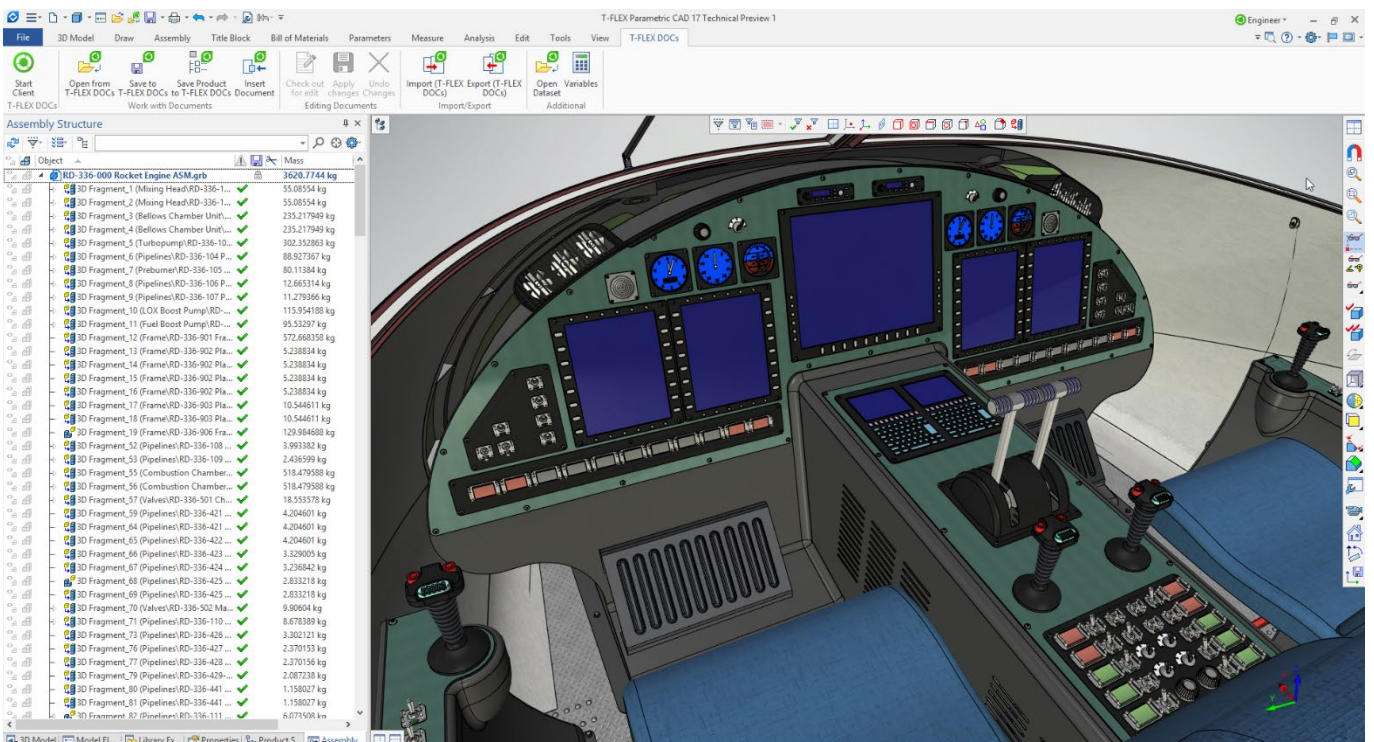 T-FLEX Parametric CAD 17 Technical Preview 1
Engineer
File 3D Model Draw Assembly Title Block Bill of Materials Parameters Measure Analysis Edit Tools View T-FLEX DOCs
Start Client
Open from T-FLEX DOCs
Save to T-FLEX DOCs
Save Product to T-FLEX DOCs
Insert Document
Check out for edit
Apply changes
Undo Changes
Import (T-FLEX DOCs)
Export (T-FLEX DOCs)
Open Dataset
Variables
T-FLEX DOCs Work with Documents Editing Documents Import/Export Additional
Assembly Structure
Object Mass
RD-336-000 Rocket Engine ASM.grb 3620.7744 kg
3D Fragment_1 (Mixing Head\RD-336-1... 55.08554 kg
3D Fragment_2 (Mixing Head\RD-336-1... 55.08554 kg
3D Fragment_3 (Bellows Chamber Unit\... 235.217949 kg
3D Fragment_4 (Bellows Chamber Unit\... 235.217949 kg
3D Fragment_5 (Turbopump\RD-336-10... 302.352863 kg
3D Fragment_6 (Pipelines\RD-336-104 P... 88.927367 kg
3D Fragment_7 (Preburner\RD-336-105 ... 80.11384 kg
3D Fragment_8 (Pipelines\RD-336-106 P... 12.665314 kg
3D Fragment_9 (Pipelines\RD-336-107 P... 11.279366 kg
3D Fragment_10 (LOX Boost Pump\RD-... 115.954188 kg
3D Fragment_11 (Fuel Boost Pump\RD-... 95.53297 kg
3D Fragment_12 (Frame\RD-336-901 Fra... 572.668358 kg
3D Fragment_13 (Frame\RD-336-902 Pla... 5.238834 kg
3D Fragment_14 (Frame\RD-336-902 Pla... 5.238834 kg
3D Fragment_15 (Frame\RD-336-902 Pla... 5.238834 kg
3D Fragment_16 (Frame\RD-336-902 Pla... 5.238834 kg
3D Fragment_17 (Frame\RD-336-903 Pla... 10.544611 kg
3D Fragment_18 (Frame\RD-336-903 Pla... 10.544611 kg
3D Fragment_19 (Frame\RD-336-906 Fra... 129.984688 kg
3D Fragment_52 (Pipelines\RD-336-108 ... 3.993382 kg
3D Fragment_53 (Pipelines\RD-336-109 ... 2.436599 kg
3D Fragment_55 (Combustion Chamber... 518.479588 kg
3D Fragment_56 (Combustion Chamber... 518.479588 kg
3D Fragment_57 (Valves\RD-336-501 Ch... 18.553578 kg
3D Fragment_59 (Pipelines\RD-336-421 ... 4.204601 kg
3D Fragment_64 (Pipelines\RD-336-421 ... 4.204601 kg
3D Fragment_65 (Pipelines\RD-336-422 ... 4.204601 kg
3D Fragment_66 (Pipelines\RD-336-423 ... 3.329005 kg
3D Fragment_67 (Pipelines\RD-336-424 ... 3.236842 kg
3D Fragment_68 (Pipelines\RD-336-425 ... 2.833218 kg
3D Fragment_69 (Pipelines\RD-336-425 ... 2.833218 kg
3D Fragment_70 (Valves\RD-336-502 Ma... 9.90604 kg
3D Fragment_71 (Pipelines\RD-336-110 ... 8.678389 kg
3D Fragment_73 (Pipelines\RD-336-426 ... 3.302121 kg
3D Fragment_76 (Pipelines\RD-336-427 ... 2.370153 kg
3D Fragment_77 (Pipelines\RD-336-428 ... 2.370156 kg
3D Fragment_79 (Pipelines\RD-336-429-... 2.087238 kg
3D Fragment_80 (Pipelines\RD-336-441 ... 1.158027 kg
3D Fragment_81 (Pipelines\RD-336-441 ... 1.158027 kg
3D Fragment_82 (Pipelines\RD-336-111 ... 6.073508 kg
3D Model Model El... Library Ex... Properties Product S... Assembly